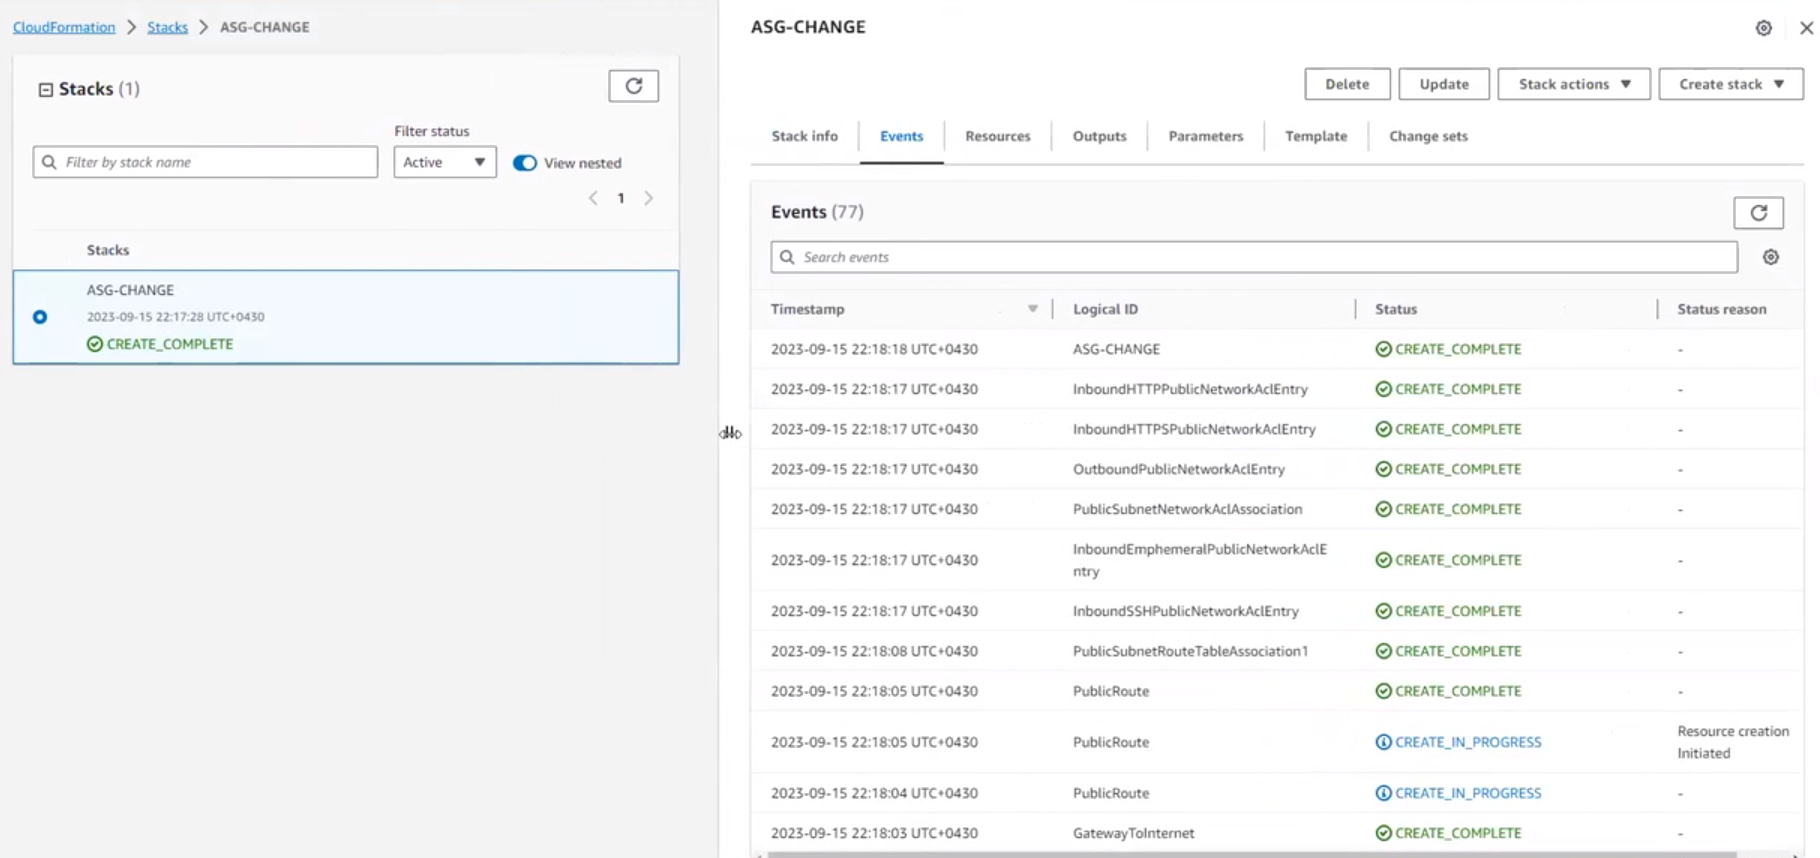 CloudFormation > Stacks > ASG-CHANGE
Stacks (1)
Filter status
Filter by stack name
Active
View nested
1
Stacks
ASG-CHANGE
2023-09-15 22:17:28 UTC+0430
CREATE_COMPLETE
ASG-CHANGE
Delete Update Stack actions Create stack
Stack info Events Resources Outputs Parameters Template Change sets
Events (77)
Search events
Timestamp Logical ID Status Status reason
2023-09-15 22:18:18 UTC+0430 ASG-CHANGE CREATE_COMPLETE -
2023-09-15 22:18:17 UTC+0430 InboundHTTPPublicNetworkAclEntry CREATE_COMPLETE -
2023-09-15 22:18:17 UTC+0430 InboundHTTPSPublicNetworkAclEntry CREATE_COMPLETE -
2023-09-15 22:18:17 UTC+0430 OutboundPublicNetworkAclEntry CREATE_COMPLETE -
2023-09-15 22:18:17 UTC+0430 PublicSubnetNetworkAclAssociation CREATE_COMPLETE -
InboundEmphemeralPublicNetworkAclE
2023-09-15 22:18:17 UTC+0430 CREATE_COMPLETE -
ntry
2023-09-15 22:18:17 UTC+0430 InboundSSHPublicNetworkAclEntry CREATE_COMPLETE -
2023-09-15 22:18:08 UTC+0430 PublicSubnetRouteTableAssociation1 CREATE_COMPLETE -
2023-09-15 22:18:05 UTC+0430 PublicRoute CREATE_COMPLETE -
2023-09-15 22:18:05 UTC+0430 PublicRoute CREATE_IN_PROGRESS Resource creation
Initiated
2023-09-15 22:18:04 UTC+0430 PublicRoute CREATE_IN_PROGRESS -
2023-09-15 22:18:03 UTC+0430 GatewayToInternet CREATE_COMPLETE -